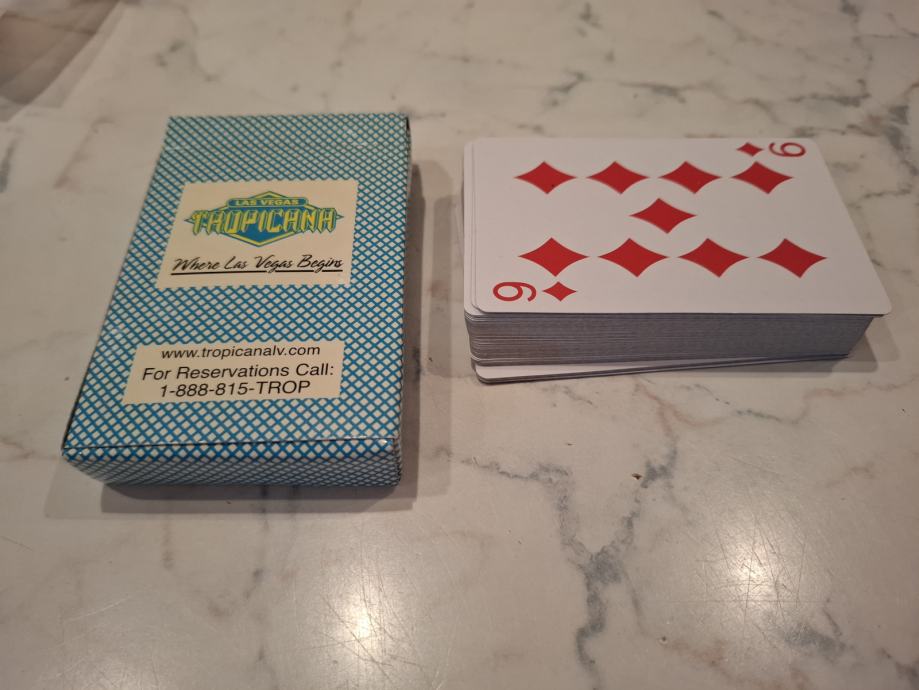 LAS VEGAS
TROPICANA
Where Las Vegas Begins
www.tropicanalv.com
For Reservations Call:
1-888-815-TROP
9
9